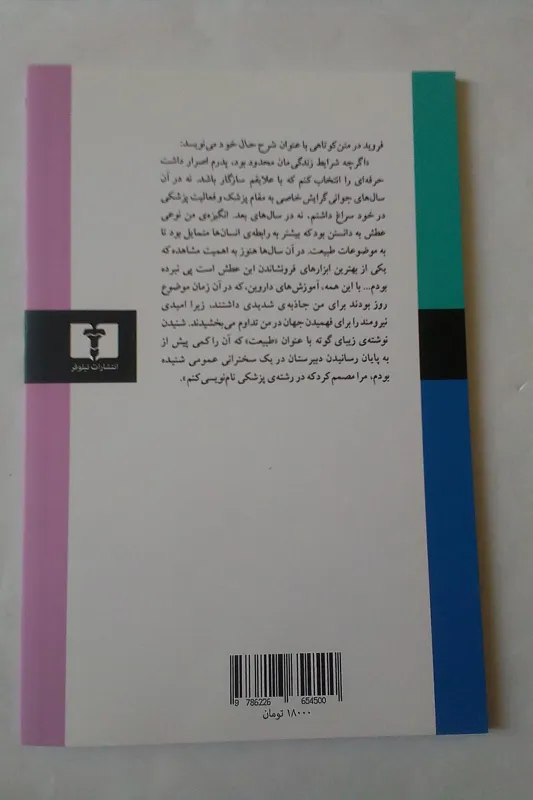 فروید در متن کوتاهی با عنوان شرح حال خود می‌نویسد:
«اگرچه شرایط زندگی‌مان محدود بود، پدرم اصرار داشت
حرفه‌ای را انتخاب کنم که با علایقم سازگار باشد. نه در آن
سال‌های جوانی گرایش خاصی به مقام پزشک و فعالیت پزشکی
در خود سراغ داشتم، نه در سال‌های بعد. انگیزه‌ی من نوعی
عطش به دانستن بود که بیشتر به رابطه‌ی انسان‌ها متمایل بود تا
به موضوعات طبیعت. در آن سال‌ها هنوز به اهمیت مشاهده که
یکی از بهترین ابزارهای فرونشاندن این عطش است پی نبرده
بودم... با این همه، آموزش‌های داروین، که در آن زمان موضوع
روز بودند برای من جاذبه‌ی شدیدی داشتند، زیرا امیدی
نیرومند را برای فهمیدن جهان در من تداوم می‌بخشیدند. شنیدن
نوشته‌ی زیبای گوته با عنوان «طبیعت» که آن را کمی پیش از
به پایان رسانیدن دبیرستان در یک سخنرانی عمومی شنیده
بودم، مرا مصمم کرد که در رشته‌ی پزشکی نام‌نویسی کنم».
انتشارات نیلوفر
9 786226 654500
۱۸۰۰۰ تومان